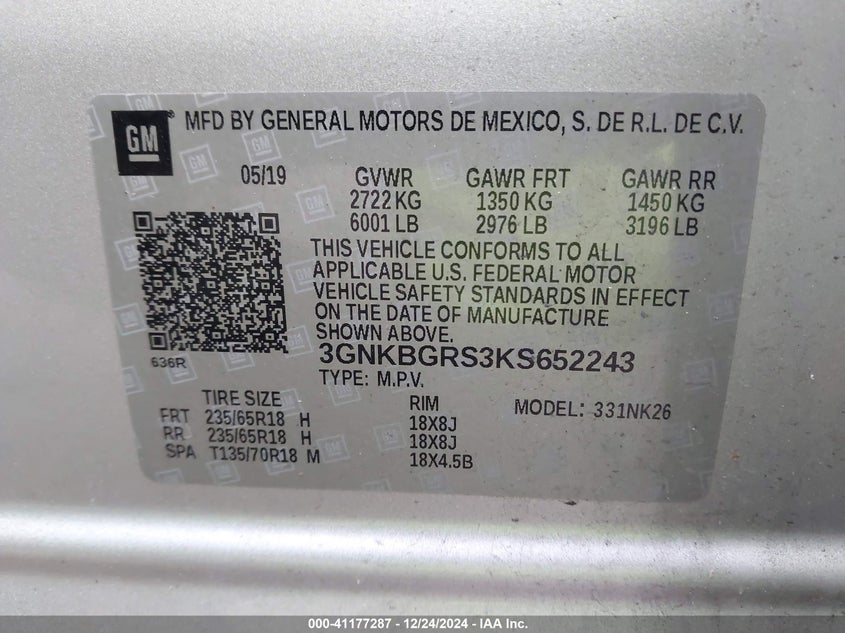 GM® MFD BY GENERAL MOTORS DE MEXICO, S. DE R.L. DE C.V.
05/19 GVWR GAWR FRT GAWR RR
2722 KG 1350 KG 1450 KG
6001 LB 2976 LB 3196 LB
THIS VEHICLE CONFORMS TO ALL
APPLICABLE U.S. FEDERAL MOTOR
VEHICLE SAFETY STANDARDS IN EFFECT
ON THE DATE OF MANUFACTURE
SHOWN ABOVE.
636R 3GNKBGRS3KS652243
TYPE: M.P.V.
TIRE SIZE RIM MODEL: 331NK26
FRT 235/65R18 H 18X8J
RR 235/65R18 H 18X8J
SPA T135/70R18 M 18X4.5B
000-41177287 - 12/24/2024 - IAA Inc.